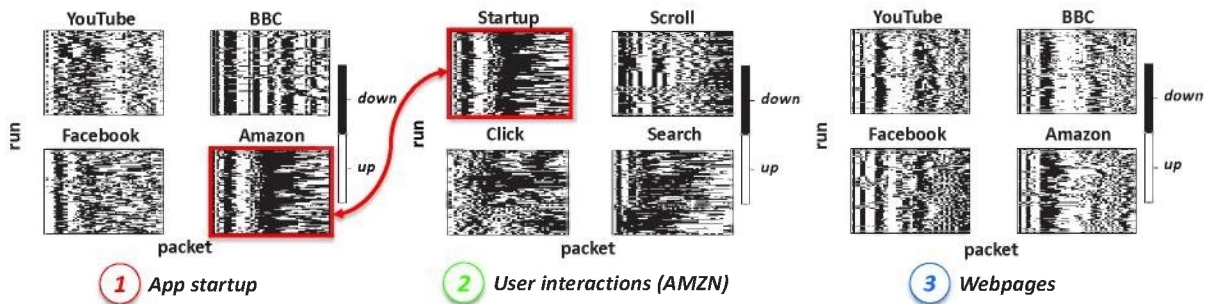 YouTube
BBC
down
run
Facebook
Amazon
up
packet
1 App startup
Startup
Scroll
down
run
Click
Search
up
packet
2 User interactions (AMZN)
YouTube
BBC
down
run
Facebook
Amazon
up
packet
3 Webpages